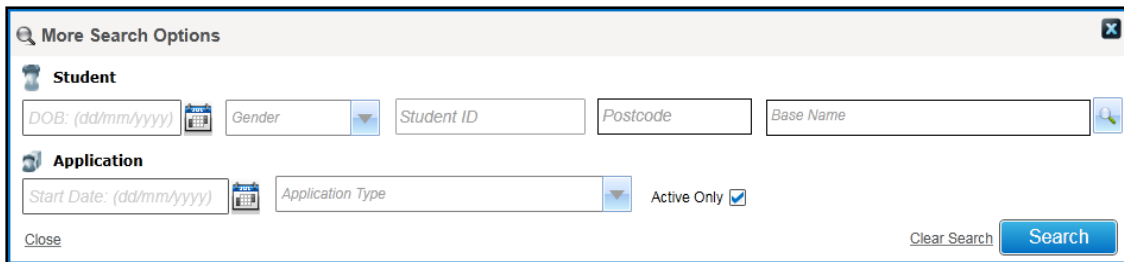 More Search Options
Student
DOB: (dd/mm/yyyy) Gender Student ID Postcode Base Name
Application
Start Date: (dd/mm/yyyy) Application Type Active Only
Close Clear Search Search